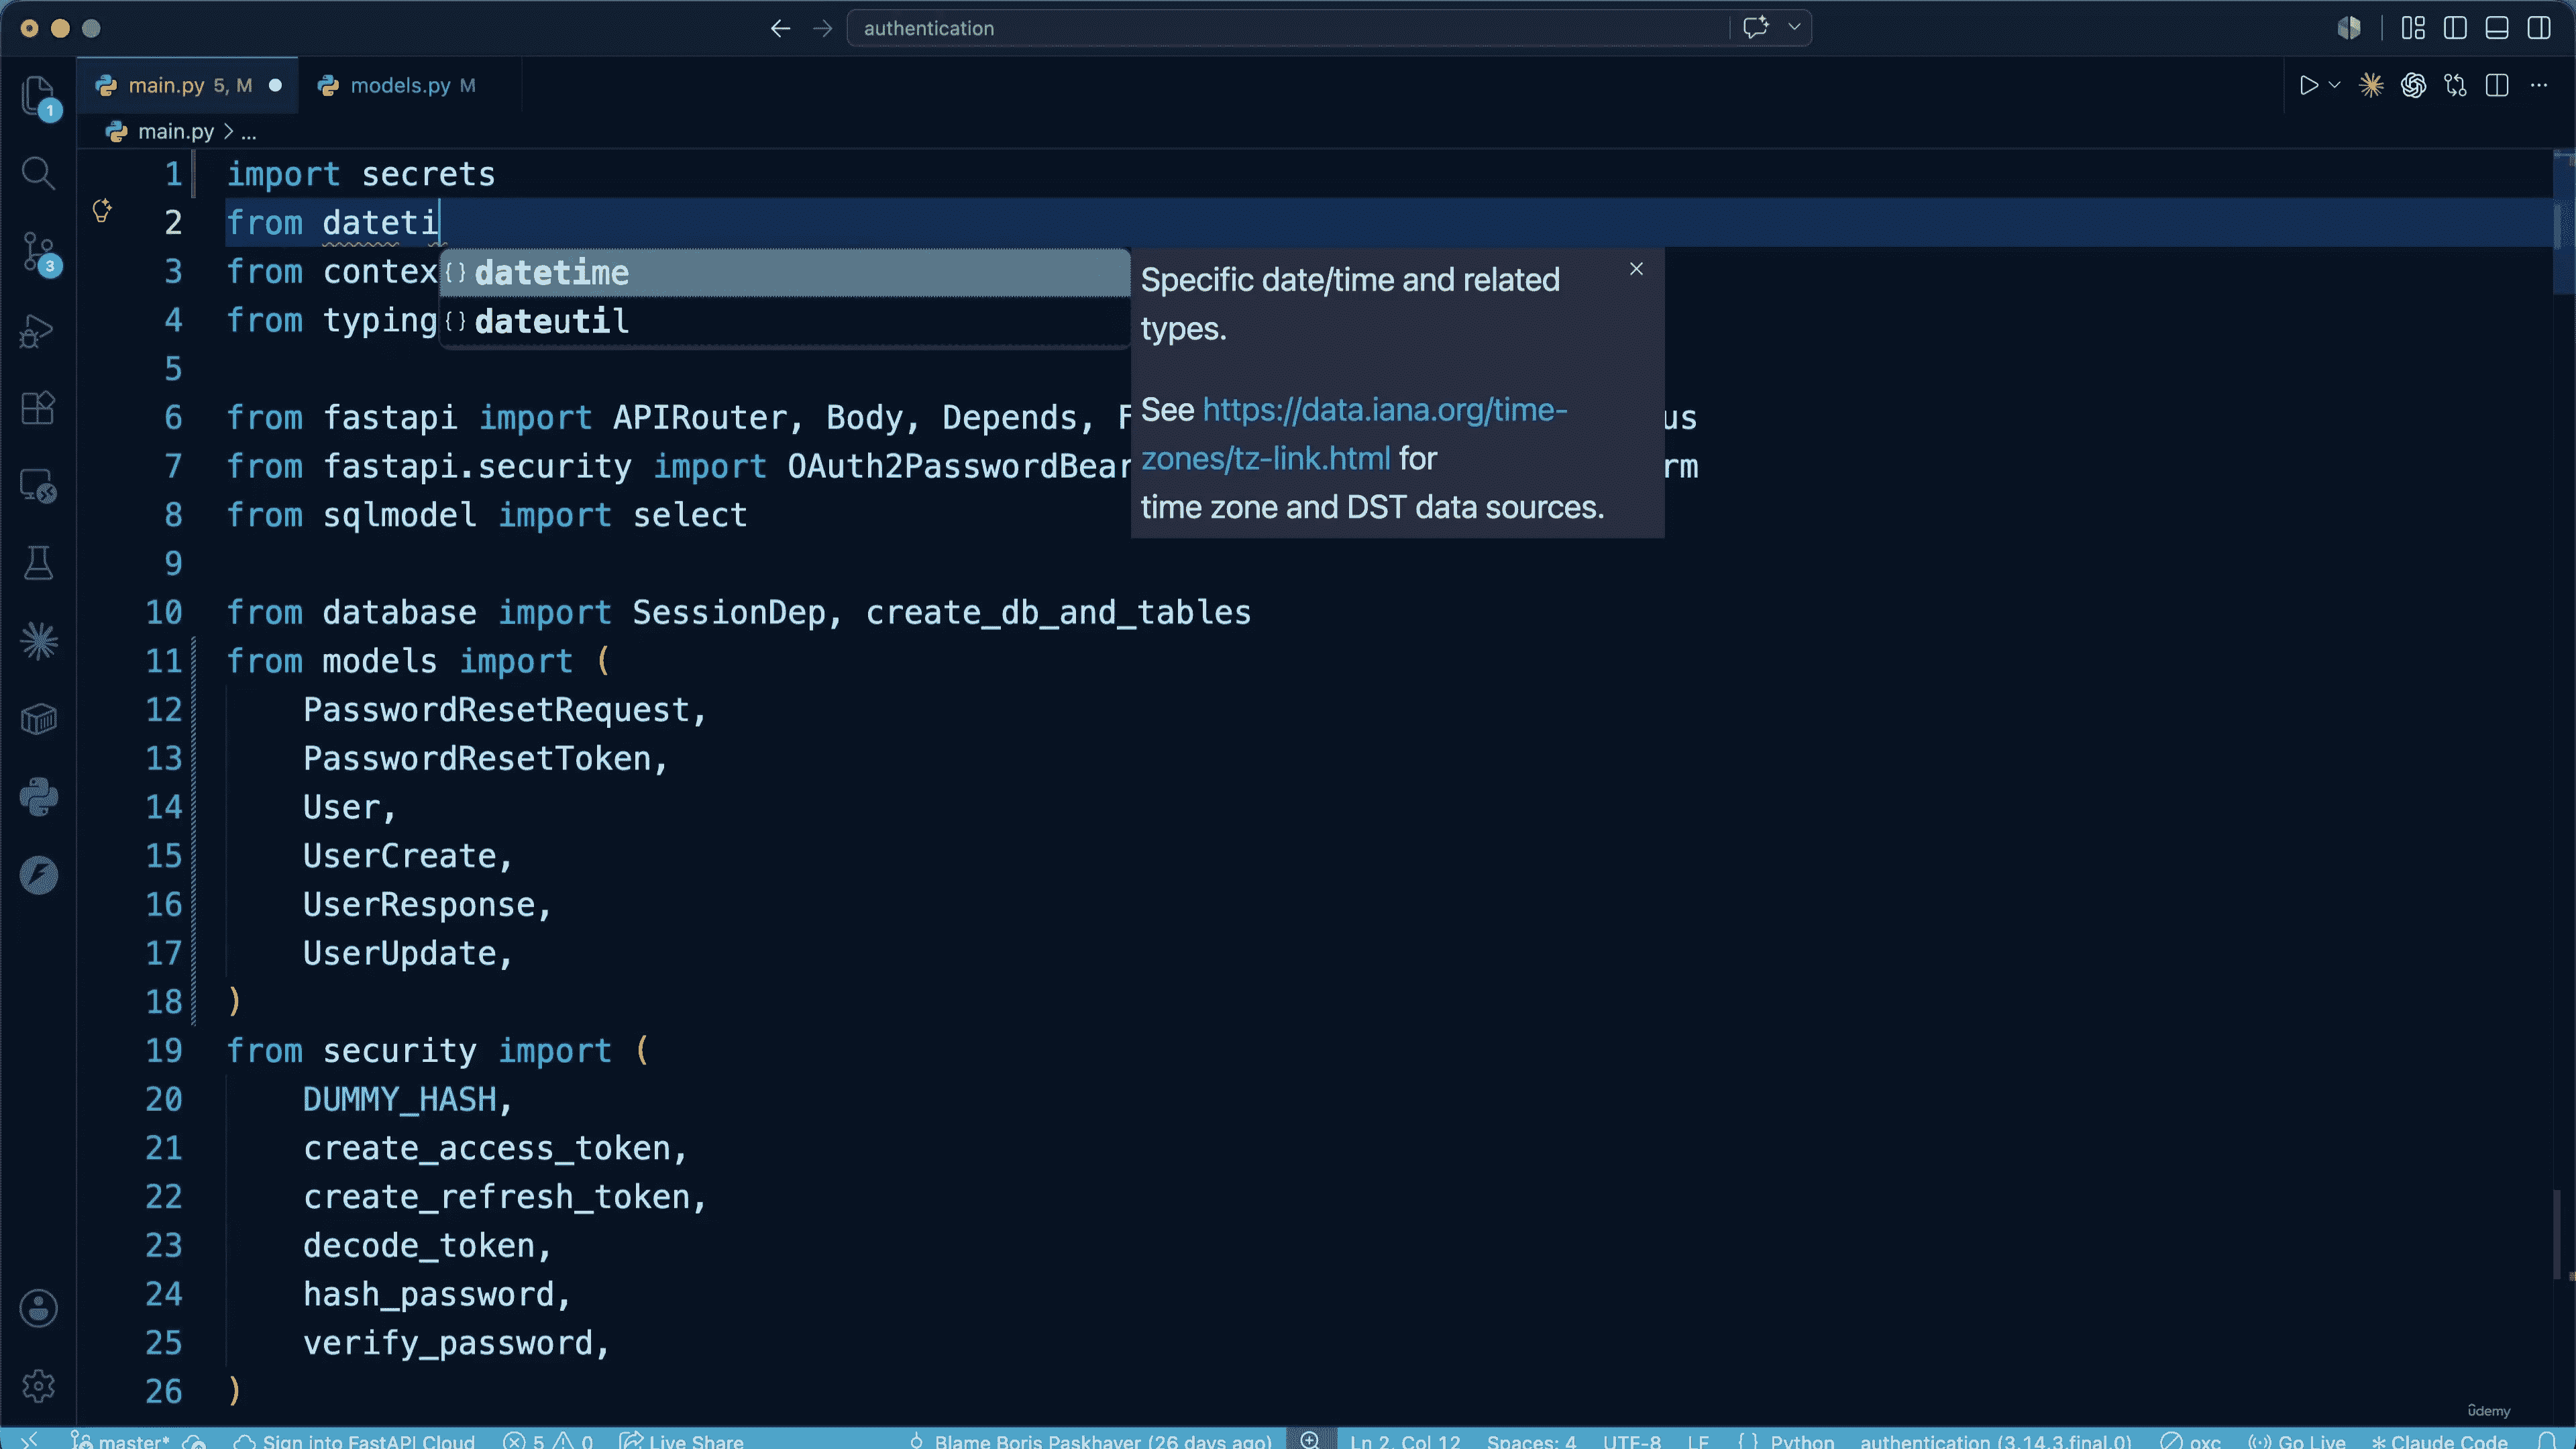 authentication
main.py 5, M
models.py M
main.py > ...
1 import secrets
2 from dateti
datetime
dateutil
3 from contex
4 from typing
Specific date/time and related
types.
See https://data.iana.org/time-
zones/tz-link.html for
time zone and DST data sources.
5
6 from fastapi import APIRouter, Body, Depends, F us
7 from fastapi.security import OAuth2PasswordBear rm
8 from sqlmodel import select
9
10 from database import SessionDep, create_db_and_tables
11 from models import (
12 PasswordResetRequest,
13 PasswordResetToken,
14 User,
15 UserCreate,
16 UserResponse,
17 UserUpdate,
18 )
19 from security import (
20 DUMMY_HASH,
21 create_access_token,
22 create_refresh_token,
23 decode_token,
24 hash_password,
25 verify_password,
26 )
1
3
ûdemy
master* Sign into FastAPI Cloud 5 0 Live Share Blame Boris Paskhaver (26 days ago) Ln 2, Col 12 Spaces: 4 UTF-8 LF {} Python authentication (3.14.3.final.0) oxc Go Live Claude Code